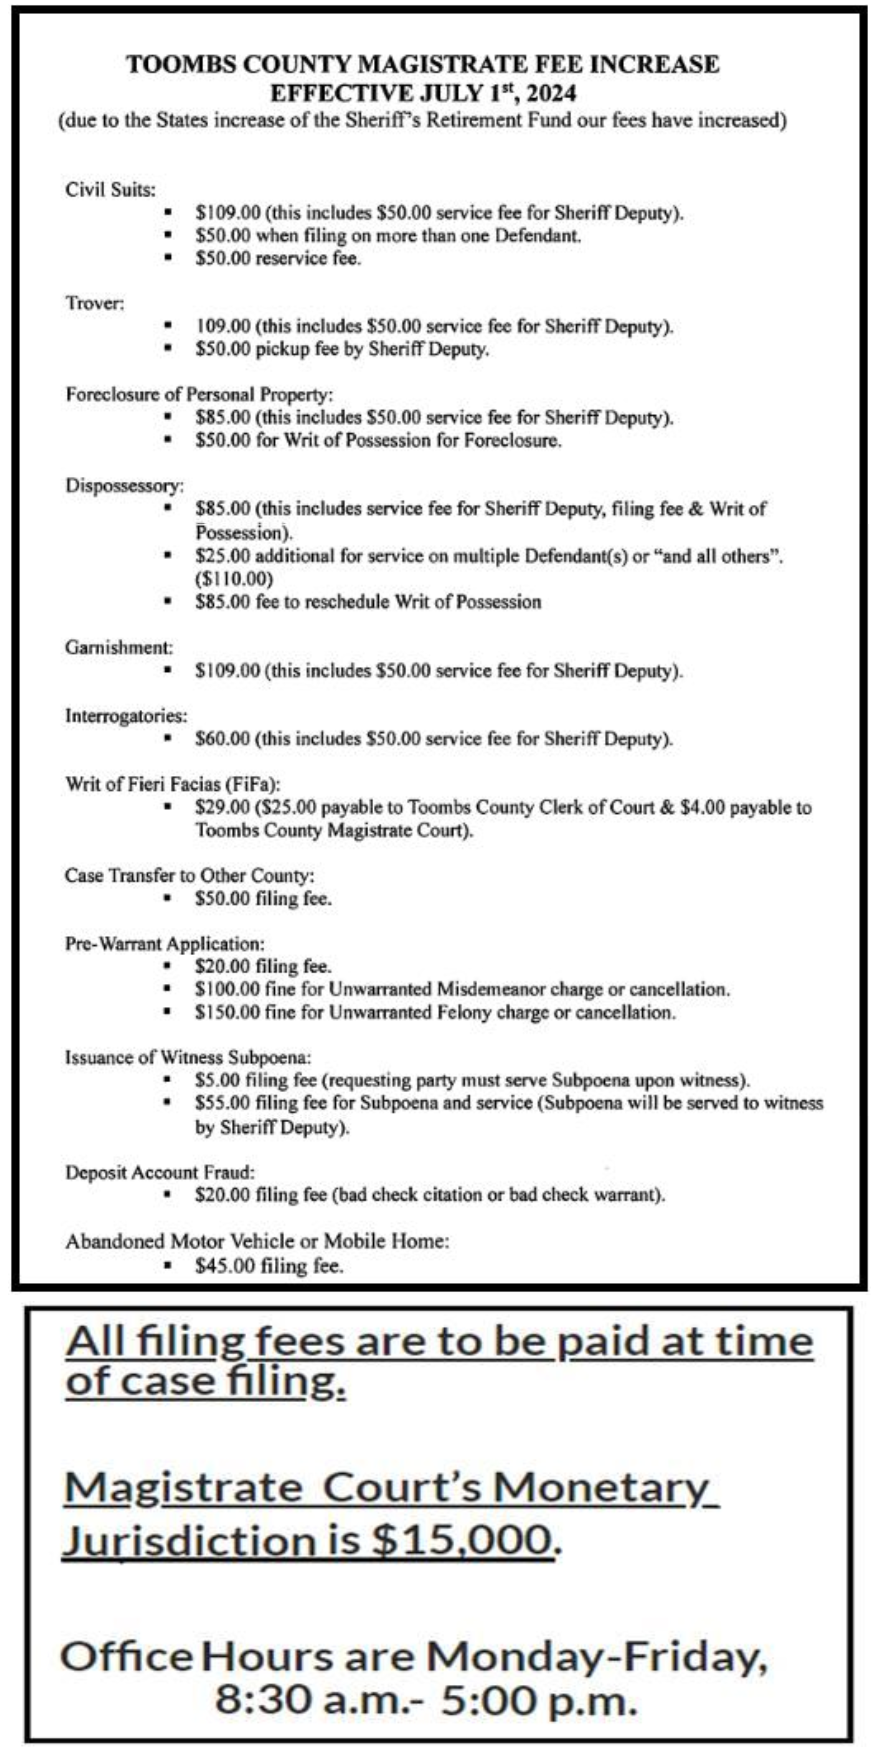 TOOMBS COUNTY MAGISTRATE FEE INCREASE
EFFECTIVE JULY 1st, 2024
(due to the States increase of the Sheriff's Retirement Fund our fees have increased)
Civil Suits:
▪ $109.00 (this includes $50.00 service fee for Sheriff Deputy).
▪ $50.00 when filing on more than one Defendant.
▪ $50.00 reservice fee.
Trover:
▪ 109.00 (this includes $50.00 service fee for Sheriff Deputy).
▪ $50.00 pickup fee by Sheriff Deputy.
Foreclosure of Personal Property:
▪ $85.00 (this includes $50.00 service fee for Sheriff Deputy).
▪ $50.00 for Writ of Possession for Foreclosure.
Dispossessory:
▪ $85.00 (this includes service fee for Sheriff Deputy, filing fee & Writ of
Possession).
▪ $25.00 additional for service on multiple Defendant(s) or “and all others”.
($110.00)
▪ $85.00 fee to reschedule Writ of Possession
Garnishment:
▪ $109.00 (this includes $50.00 service fee for Sheriff Deputy).
Interrogatories:
▪ $60.00 (this includes $50.00 service fee for Sheriff Deputy).
Writ of Fieri Facias (FiFa):
▪ $29.00 ($25.00 payable to Toombs County Clerk of Court & $4.00 payable to
Toombs County Magistrate Court).
Case Transfer to Other County:
▪ $50.00 filing fee.
Pre-Warrant Application:
▪ $20.00 filing fee.
▪ $100.00 fine for Unwarranted Misdemeanor charge or cancellation.
▪ $150.00 fine for Unwarranted Felony charge or cancellation.
Issuance of Witness Subpoena:
▪ $5.00 filing fee (requesting party must serve Subpoena upon witness).
▪ $55.00 filing fee for Subpoena and service (Subpoena will be served to witness
by Sheriff Deputy).
Deposit Account Fraud:
▪ $20.00 filing fee (bad check citation or bad check warrant).
Abandoned Motor Vehicle or Mobile Home:
▪ $45.00 filing fee.
All filing fees are to be paid at time
of case filing.
Magistrate Court's Monetary
Jurisdiction is $15,000.
Office Hours are Monday-Friday,
8:30 a.m.- 5:00 p.m.